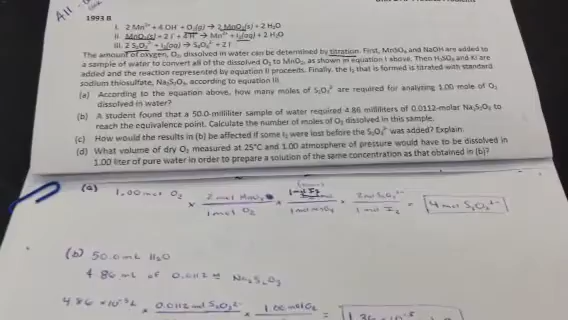 All
1993 B
I. 2 Mn²⁺ + 4 OH⁻ + O₂(g) → 2 MnO₂(s) + 2 H₂O
II. MnO₂(s) + 2 I⁻ + 4 H⁺ → Mn²⁺ + I₂(aq) + 2 H₂O
III. 2 S₂O₃²⁻ + I₂(aq) → S₄O₆²⁻ + 2 I⁻
The amount of oxygen, O₂, dissolved in water can be determined by titration. First, MnSO₄ and NaOH are added to
a sample of water to convert all of the dissolved O₂ to MnO₂, as shown in equation I above. Then H₂SO₄ and KI are
added and the reaction represented by equation II proceeds. Finally, the I₂ that is formed is titrated with standard
sodium thiosulfate, Na₂S₂O₃, according to equation III.
(a) According to the equation above, how many moles of S₂O₃²⁻ are required for analyzing 1.00 mole of O₂
dissolved in water?
(b) A student found that a 50.0-milliliter sample of water required 4.86 milliliters of 0.0112-molar Na₂S₂O₃ to
reach the equivalence point. Calculate the number of moles of O₂ dissolved in this sample.
(c) How would the results in (b) be affected if some I₂ were lost before the S₂O₃²⁻ was added? Explain.
(d) What volume of dry O₂ measured at 25°C and 1.00 atmosphere of pressure would have to be dissolved in
1.00 liter of pure water in order to prepare a solution of the same concentration as that obtained in (b)?
(a) 1.00 mol O₂ × 2 mol MnO₂ × 1 mol I₂ × 2 mol S₂O₃²⁻ = 4 mol S₂O₃²⁻
1 mol O₂ 1 mol MnO₂ 1 mol I₂
(b) 50.0 mL H₂O
4.86 mL of 0.0112 M Na₂S₂O₃
4.86 × 10⁻³ L × 0.0112 mol S₂O₃²⁻ × 1.00 mol O₂ = 1.36 × 10⁻⁵